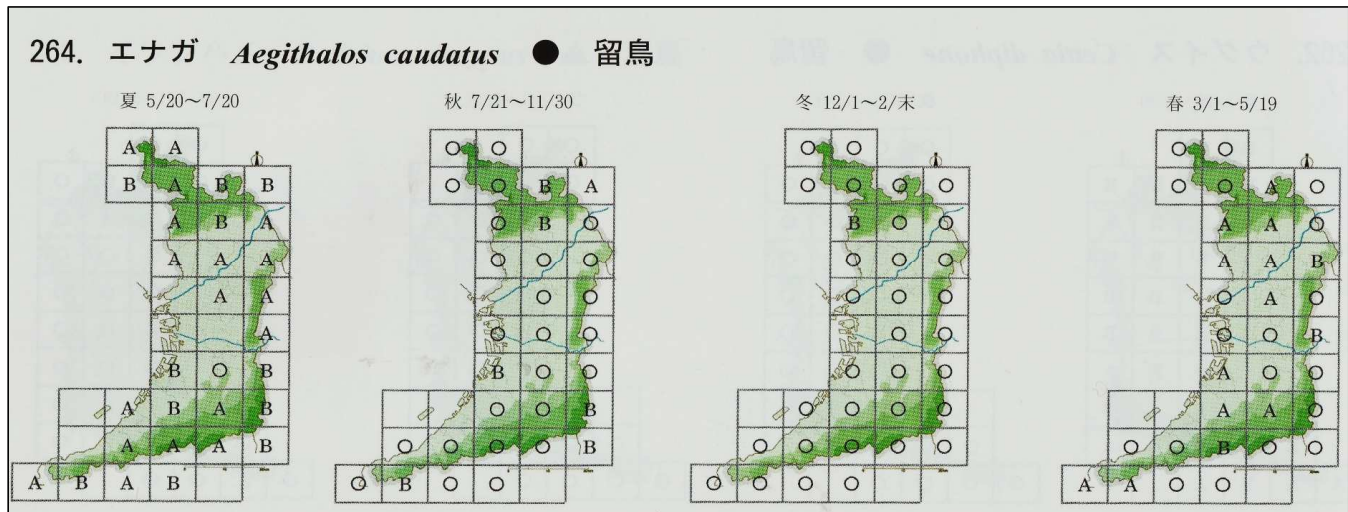 264. エナガ Aegithalos caudatus ● 留鳥
夏 5/20～7/20
A A
B A B B
A B A
A A A
A A
A
B ○ B
A B A B
A A A B
A B A B
秋 7/21～11/30
○ ○
○ ○ B A
○ B ○
○ ○ ○
○ ○
○ ○ ○
B ○ ○
○ ○ B
○ ○ ○ ○ B
○ B ○ ○
冬 12/1～2/末
○ ○
○ ○ ○ ○
B ○ ○
○ ○ ○
○ ○ ○
○ ○
○ ○ ○
○ ○ ○ ○
○ ○ ○ ○ ○
○ ○ ○ ○
春 3/1～5/19
○ ○
○ ○ A ○
A A ○
A A B
○ A ○
○ ○ B
A ○ ○
A A ○
○ ○ B ○ ○
A A ○ ○